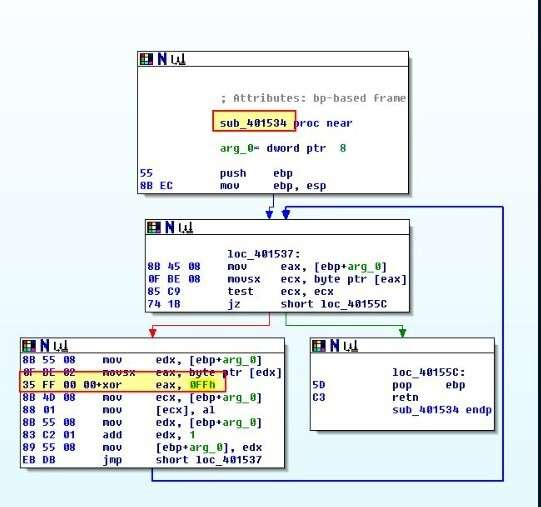 ; Attributes: bp-based frame
sub_401534 proc near
arg_0= dword ptr 8
55 push ebp
8B EC mov ebp, esp
loc_401537:
8B 45 08 mov eax, [ebp+arg_0]
0F BE 08 movsx ecx, byte ptr [eax]
85 C9 test ecx, ecx
74 1B jz short loc_40155C
8B 55 08 mov edx, [ebp+arg_0]
0F BE 02 movsx eax, byte ptr [edx]
35 FF 00 00+xor eax, 0FFh
8B 4D 08 mov ecx, [ebp+arg_0]
88 01 mov [ecx], al
8B 55 08 mov edx, [ebp+arg_0]
83 C2 01 add edx, 1
89 55 08 mov [ebp+arg_0], edx
EB DB jmp short loc_401537
loc_40155C:
5D pop ebp
C3 retn
sub_401534 endp